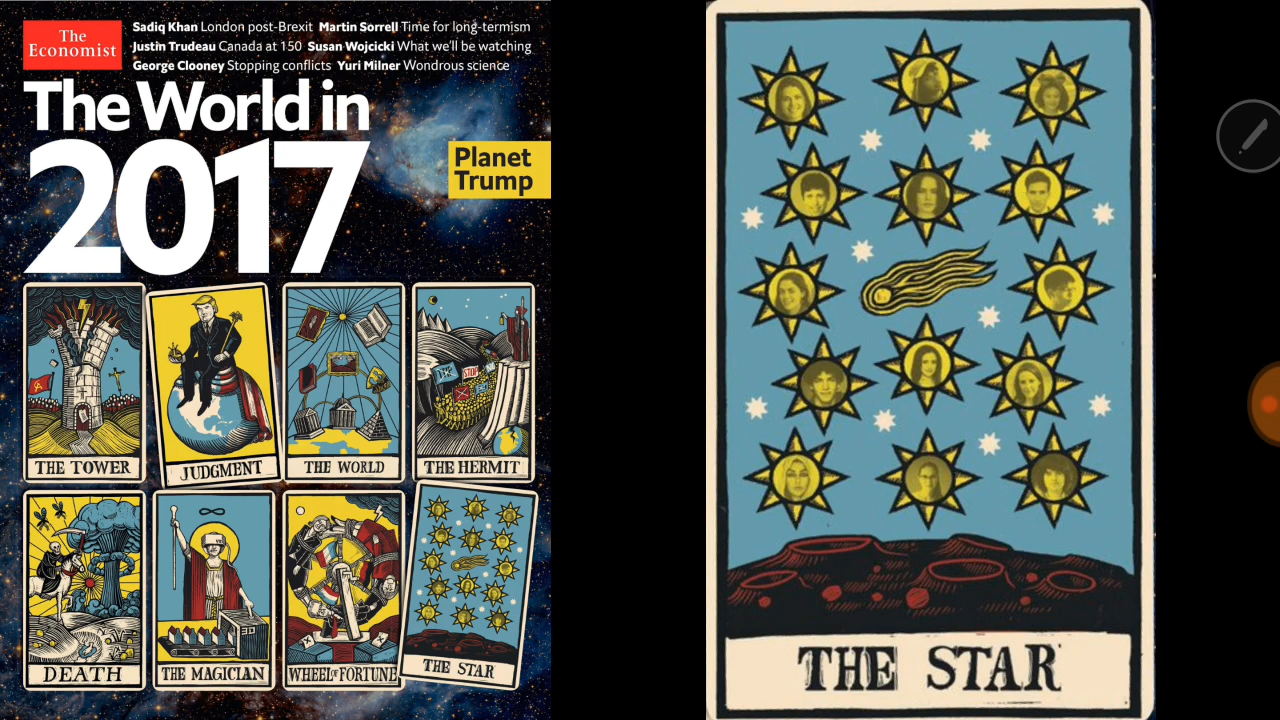 The
Economist
Sadiq Khan London post-Brexit Martin Sorrell Time for long-termism
Justin Trudeau Canada at 150 Susan Wojcicki What we'll be watching
George Clooney Stopping conflicts Yuri Milner Wondrous science
The World in
2017
Planet
Trump
THE TOWER
JUDGMENT
THE WORLD
THE HERMIT
DEATH
THE MAGICIAN
WHEEL OF FORTUNE
THE STAR
THE STAR